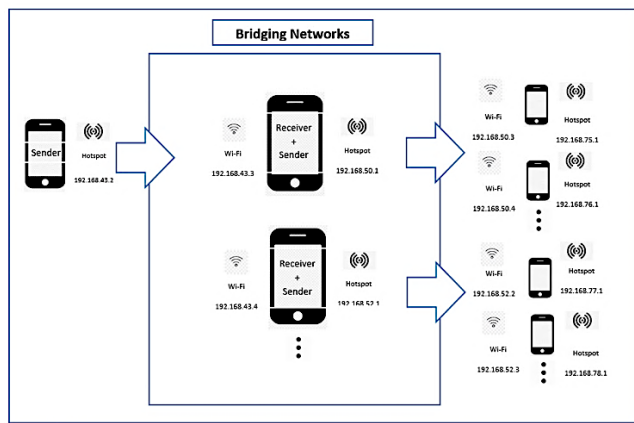 Bridging Networks
Sender
Hotspot
192.168.43.2
Wi-Fi
192.168.43.3
Receiver
+
Sender
Hotspot
192.168.50.1
Wi-Fi
192.168.43.4
Receiver
+
Sender
Hotspot
192.168.52.1
Wi-Fi
192.168.50.3
Hotspot
192.168.75.1
Wi-Fi
192.168.50.4
Hotspot
192.168.76.1
Wi-Fi
192.168.52.2
Hotspot
192.168.77.1
Wi-Fi
192.168.52.3
Hotspot
192.168.78.1